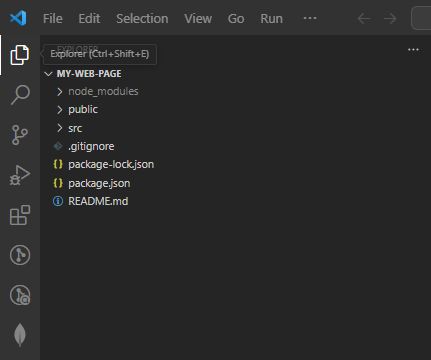 File Edit Selection View Go Run ···
EXPLORER
Explorer (Ctrl+Shift+E)
MY-WEB-PAGE
node_modules
public
src
.gitignore
{} package-lock.json
{} package.json
README.md